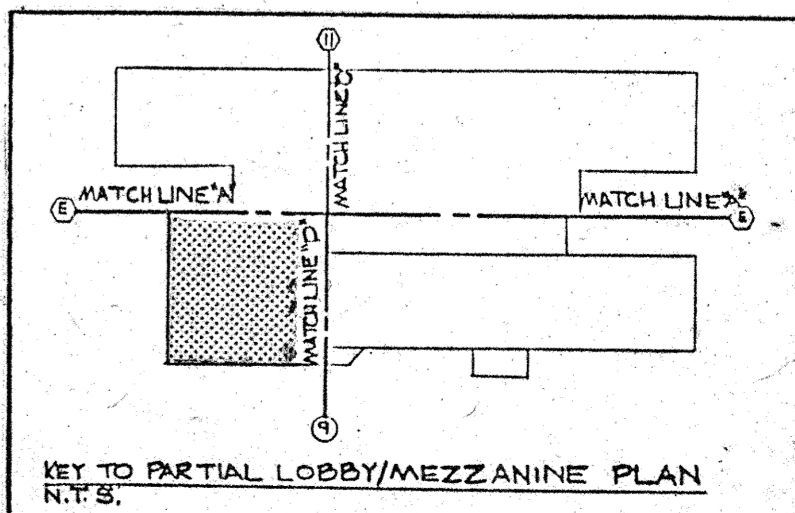 11
MATCH LINE "C"
MATCH LINE "A"
MATCH LINE "A"
E
E
MATCH LINE "D"
9
KEY TO PARTIAL LOBBY/MEZZANINE PLAN
N.T.S.